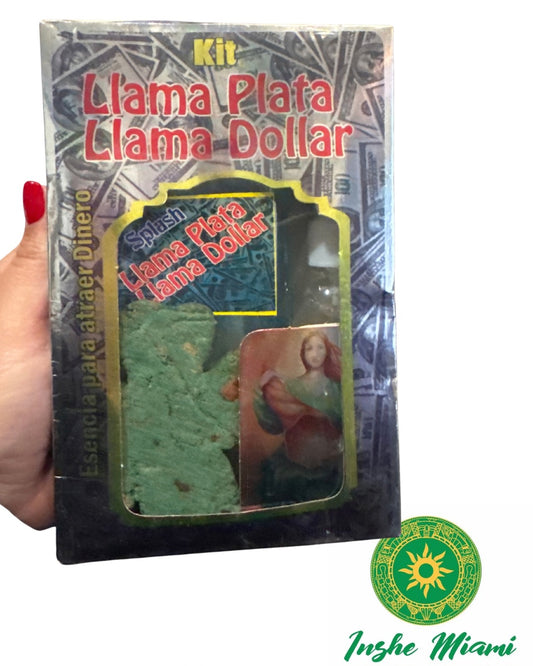 Kit
Llama Plata
Llama Dollar
Esencia para atraer Dinero
Splash
Llama Plata
Llama Dollar
Inshe Miami